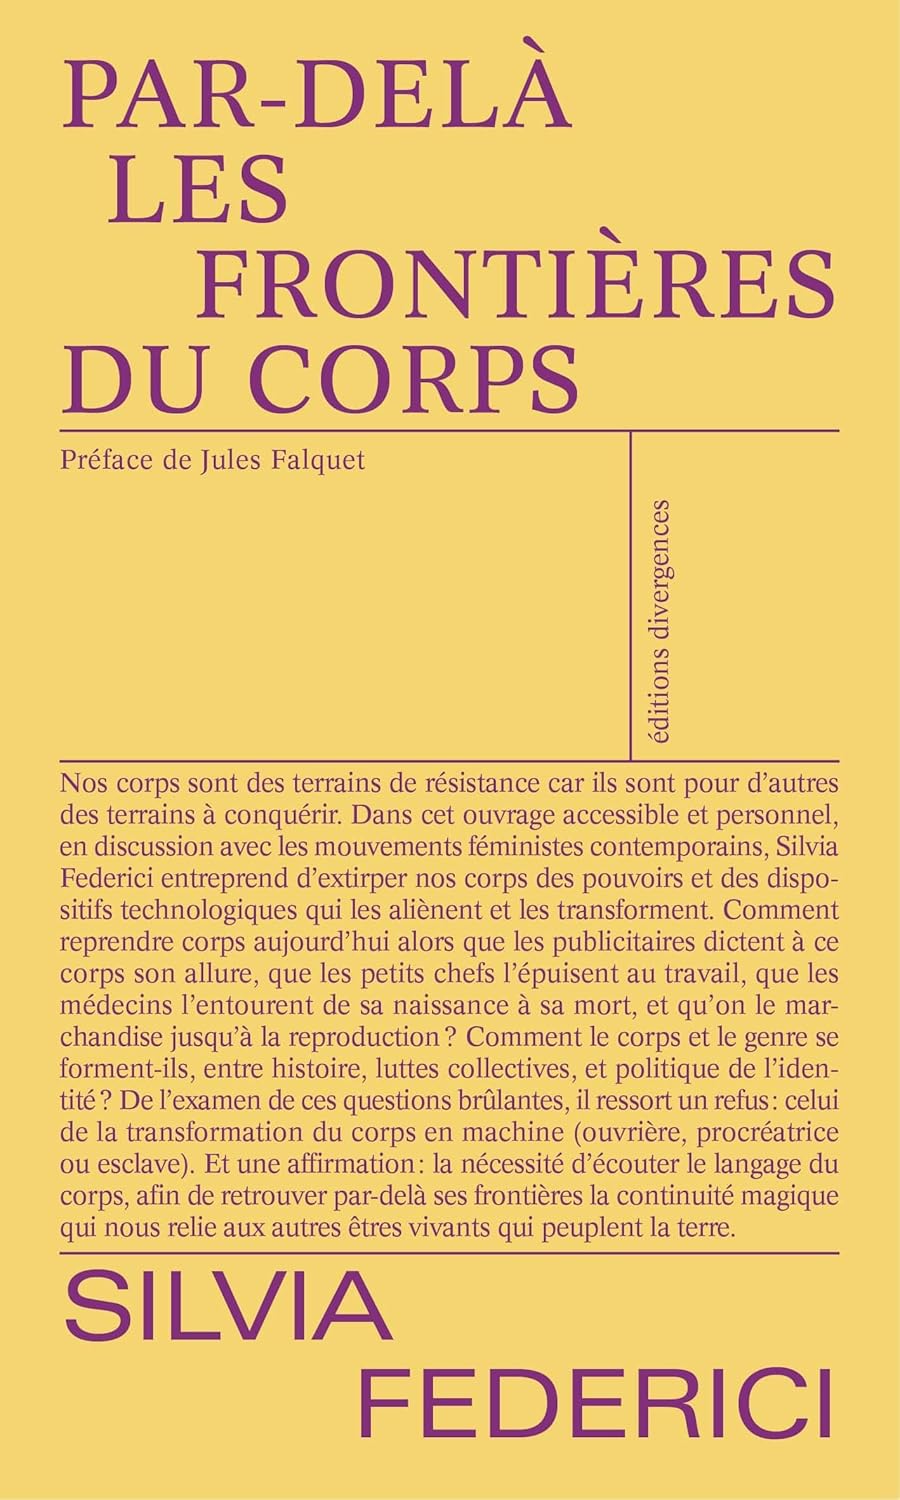 PAR-DELÀ
LES
FRONTIÈRES
DU CORPS
Préface de Jules Falquet
éditions divergences
Nos corps sont des terrains de résistance car ils sont pour d’autres
des terrains à conquérir. Dans cet ouvrage accessible et personnel,
en discussion avec les mouvements féministes contemporains, Silvia
Federici entreprend d’extirper nos corps des pouvoirs et des dispo-
sitifs technologiques qui les aliènent et les transforment. Comment
reprendre corps aujourd’hui alors que les publicitaires dictent à ce
corps son allure, que les petits chefs l’épuisent au travail, que les
médecins l’entourent de sa naissance à sa mort, et qu’on le mar-
chandise jusqu’à la reproduction ? Comment le corps et le genre se
forment-ils, entre histoire, luttes collectives, et politique de l’iden-
tité ? De l’examen de ces questions brûlantes, il ressort un refus : celui
de la transformation du corps en machine (ouvrière, procréatrice
ou esclave). Et une affirmation : la nécessité d’écouter le langage du
corps, afin de retrouver par-delà ses frontières la continuité magique
qui nous relie aux autres êtres vivants qui peuplent la terre.
SILVIA
FEDERICI